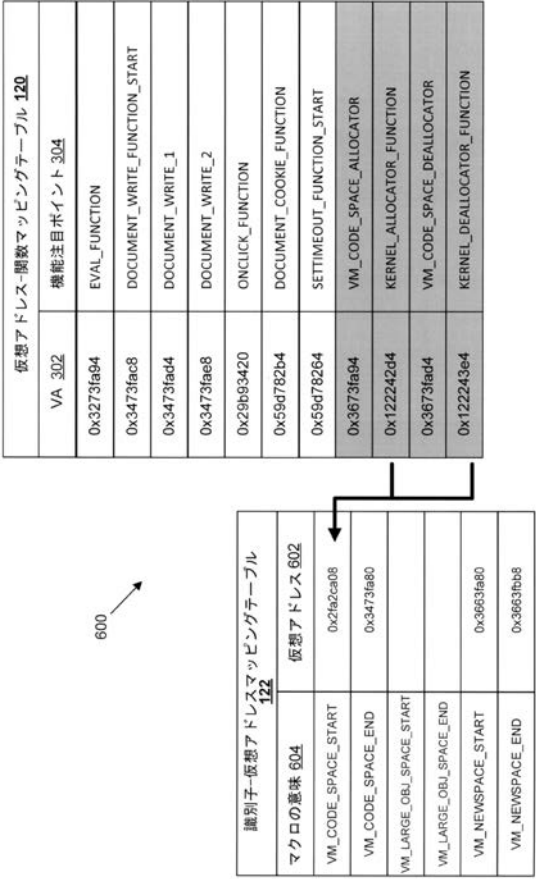 600
識別子-仮想アドレスマッピングテーブル
122
マクロの意味 604 仮想アドレス 602
VM_CODE_SPACE_START 0x2fa2ca08
VM_CODE_SPACE_END 0x3473fa80
VM_LARGE_OBJ_SPACE_START
VM_LARGE_OBJ_SPACE_END
VM_NEWSPACE_START 0x3663fa80
VM_NEWSPACE_END 0x3663fbb8
仮想アドレス-関数マッピングテーブル 120
VA 302 機能注目ポイント 304
0x3273fa94 EVAL_FUNCTION
0x3473fac8 DOCUMENT_WRITE_FUNCTION_START
0x3473fad4 DOCUMENT_WRITE_1
0x3473fae8 DOCUMENT_WRITE_2
0x29b93420 ONCLICK_FUNCTION
0x59d782b4 DOCUMENT_COOKIE_FUNCTION
0x59d78264 SETTIMEOUT_FUNCTION_START
0x3673fa94 VM_CODE_SPACE_ALLOCATOR
0x122242d4 KERNEL_ALLOCATOR_FUNCTION
0x3673fad4 VM_CODE_SPACE_DEALLOCATOR
0x122243e4 KERNEL_DEALLOCATOR_FUNCTION